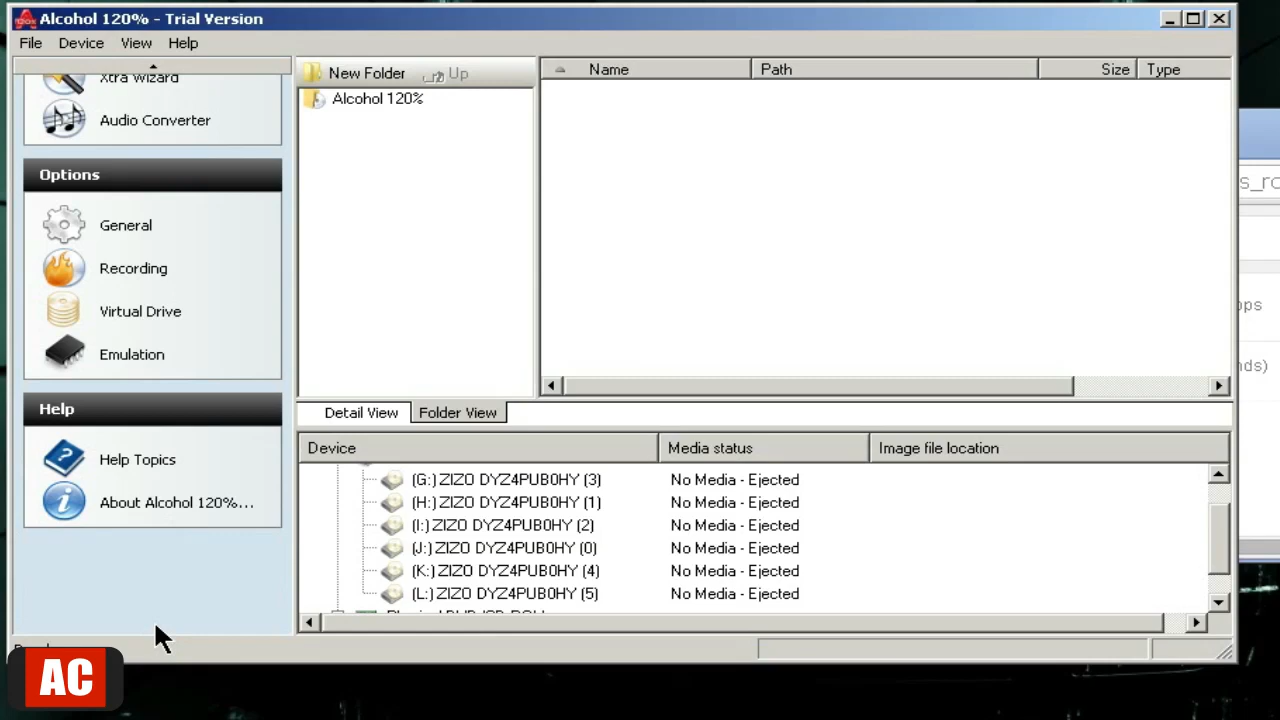 Alcohol 120% - Trial Version
File Device View Help
Xtra Wizard
Audio Converter
Options
General
Recording
Virtual Drive
Emulation
Help
Help Topics
About Alcohol 120%...
New Folder Up
Alcohol 120%
Name Path Size Type
Detail View Folder View
Device Media status Image file location
(G:) ZIZO DYZ4PUB0HY (3) No Media - Ejected
(H:) ZIZO DYZ4PUB0HY (1) No Media - Ejected
(I:) ZIZO DYZ4PUB0HY (2) No Media - Ejected
(J:) ZIZO DYZ4PUB0HY (0) No Media - Ejected
(K:) ZIZO DYZ4PUB0HY (4) No Media - Ejected
(L:) ZIZO DYZ4PUB0HY (5) No Media - Ejected
AC